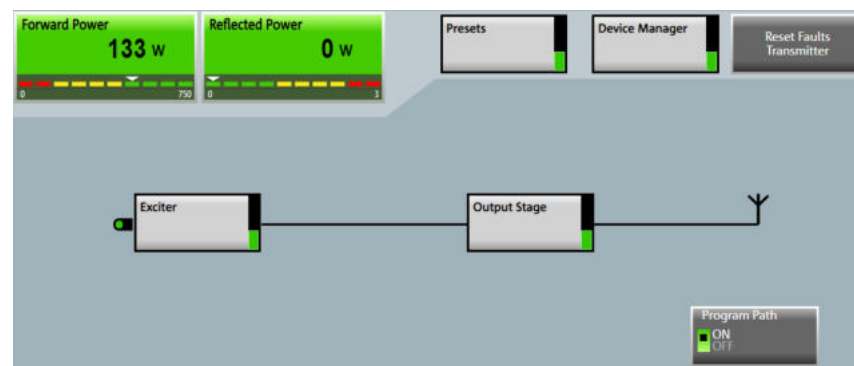 Forward Power
133 W
0 750
Reflected Power
0 W
0 3
Presets
Device Manager
Reset Faults
Transmitter
Exciter
Output Stage
Program Path
ON
OFF